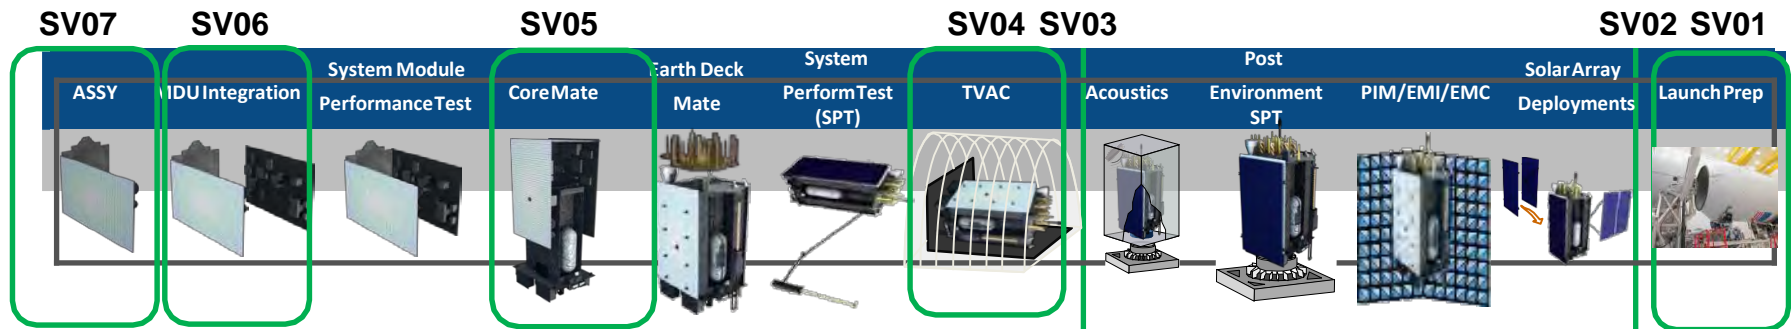 SV07 SV06 SV05 SV04 SV03 SV02 SV01
ASSY
MDU Integration
System Module
Performance Test
Core Mate
Earth Deck
Mate
System
Perform Test
(SPT)
TVAC
Acoustics
Post
Environment
SPT
PIM/EMI/EMC
Solar Array
Deployments
Launch Prep